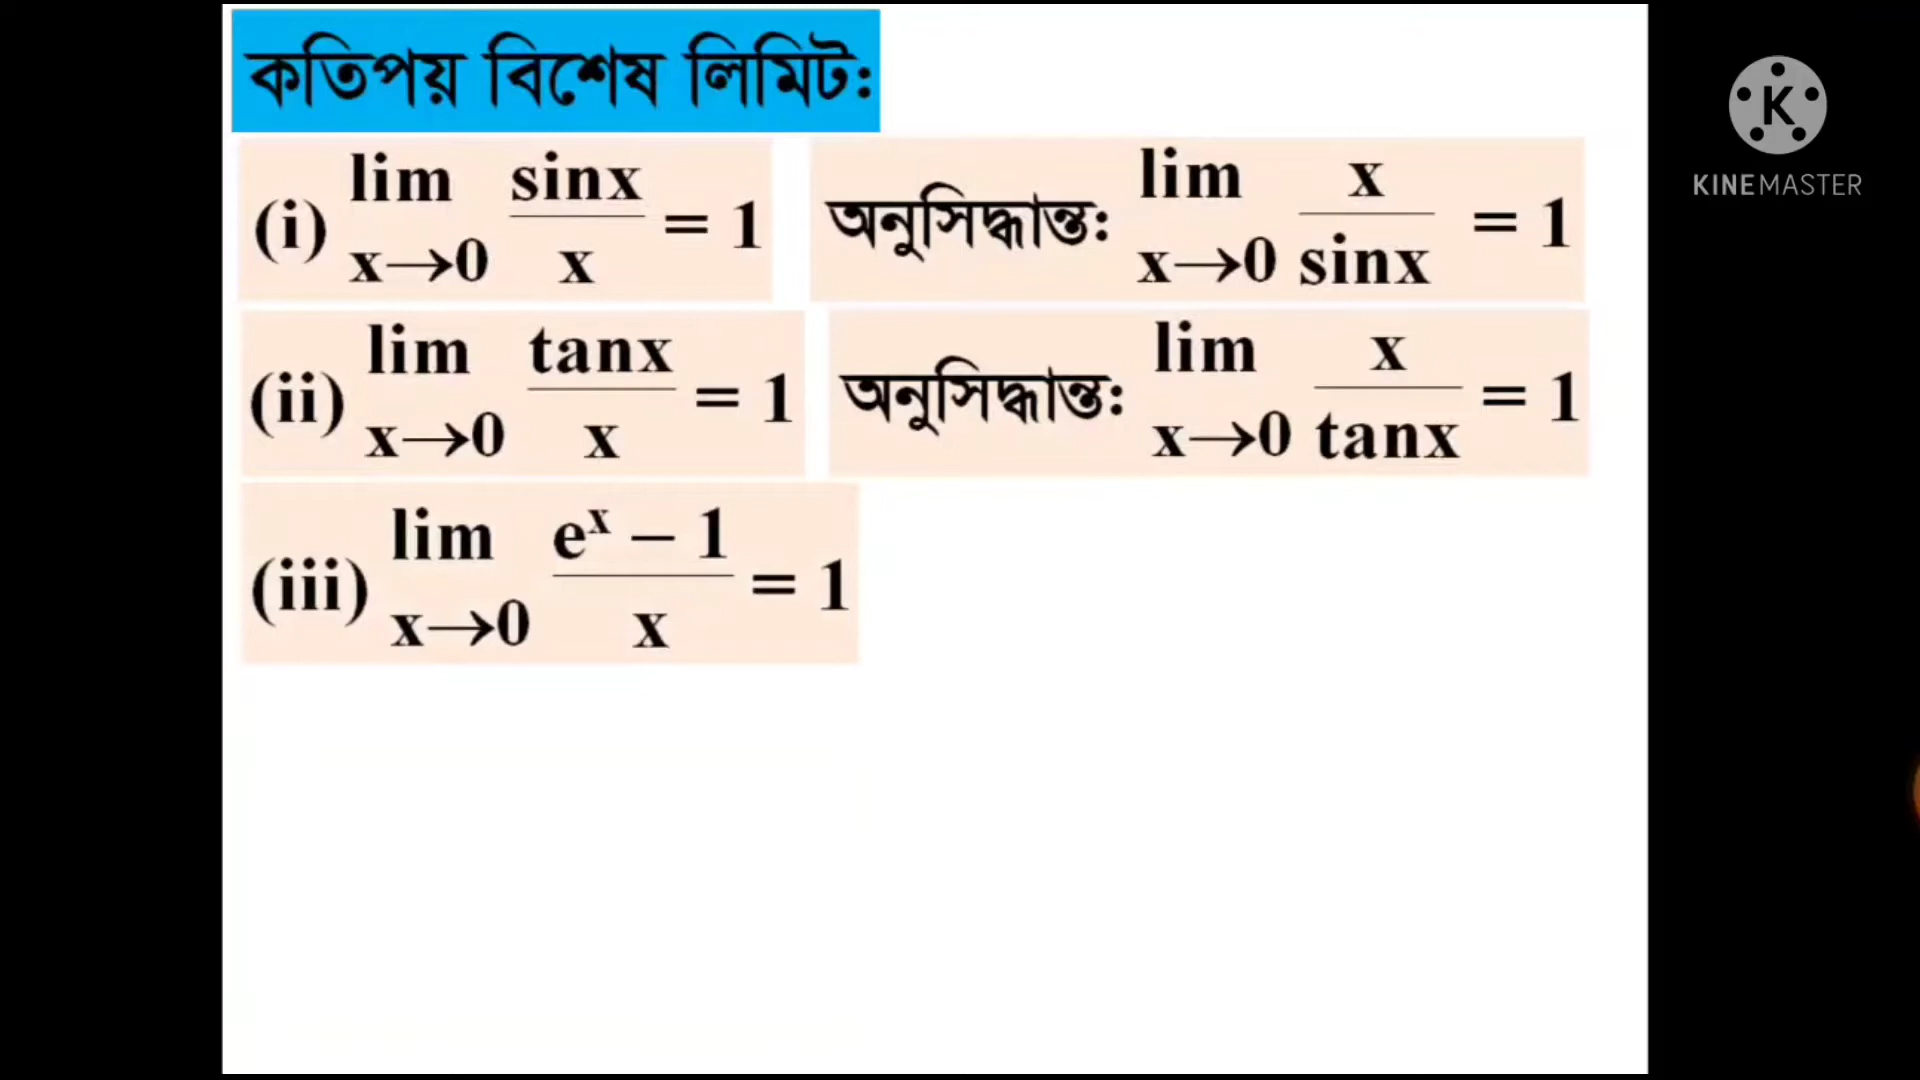 কতিপয় বিশেষ লিমিট:
(i) lim x→0 sinx/x = 1 অনুসিদ্ধান্ত: lim x→0 x/sinx = 1
(ii) lim x→0 tanx/x = 1 অনুসিদ্ধান্ত: lim x→0 x/tanx = 1
(iii) lim x→0 eˣ – 1/x = 1
K
KINEMASTER